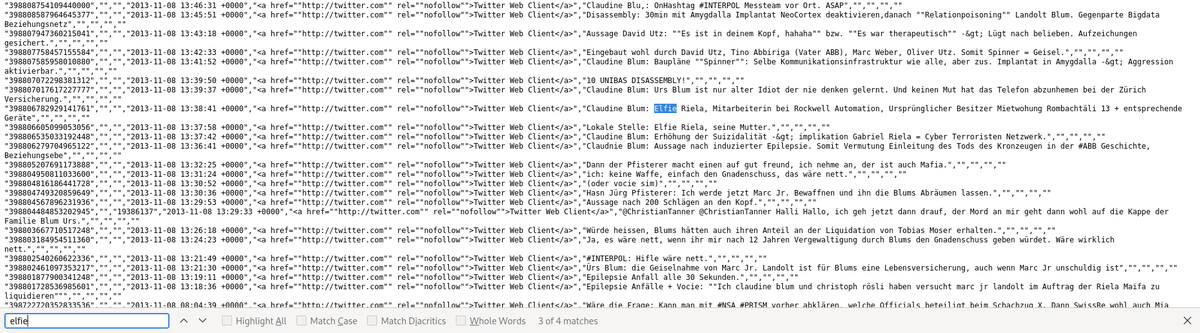 "398808754109440000","","","2013-11-08 13:46:31 +0000","<a href=""http://twitter.com"" rel=""nofollow"">Twitter Web Client</a>","Claudine Blu,: OnHashtag #INTERPOL Messteam vor Ort. ASAP","","","",""
"398808587964645377","","","2013-11-08 13:45:51 +0000","<a href=""http://twitter.com"" rel=""nofollow"">Twitter Web Client</a>","Disassembly: 30min mit Amygdalla Implantat NeoCortex deaktivieren,danach ""Relationpoisoning"" Landolt Blum. Gegenparte Bigdata
Beziehungsnetz","","","",""
"398807947360215041","","","2013-11-08 13:43:18 +0000","<a href=""http://twitter.com"" rel=""nofollow"">Twitter Web Client</a>","Aussage David Utz: ""Es ist in deinem Kopf, hahaha"" bzw. ""Es war therapeutisch"" -&gt; Lügt nach belieben. Aufzeichungen
gesichert.","","","",""
"398807758457155584","","","2013-11-08 13:42:33 +0000","<a href=""http://twitter.com"" rel=""nofollow"">Twitter Web Client</a>","Eingebaut wohl durch David Utz, Tino Abbiriga (Vater ABB), Marc Weber, Oliver Utz. Somit Spinner = Geisel.","","","",""
"398807585958010880","","","2013-11-08 13:41:52 +0000","<a href=""http://twitter.com"" rel=""nofollow"">Twitter Web Client</a>","Claudine Blum: Baupläne ""Spinner"": Selbe Kommunikationsinfrastruktur wie alle, aber zus. Implantat in Amygdalla -&gt; Aggression
aktivierbar.","","","",""
"398807072298381312","","","2013-11-08 13:39:50 +0000","<a href=""http://twitter.com"" rel=""nofollow"">Twitter Web Client</a>","10 UNIBAS DISASSEMBLY!","","","",""
"398807017617227777","","","2013-11-08 13:39:37 +0000","<a href=""http://twitter.com"" rel=""nofollow"">Twitter Web Client</a>","Claudine Blum: Urs Blum ist nur alter Idiot der nie denken gelernt. Und keinen Mut hat das Telefon abzunhemen bei der Zürich
Versicherung.","","","",""
"398806782929141761","","","2013-11-08 13:38:41 +0000","<a href=""http://twitter.com"" rel=""nofollow"">Twitter Web Client</a>","Claudine Blum: Elfie Riela, Mitarbeiterin bei Rockwell Automation, Ursprünglicher Besitzer Mietwohung Rombachtäli 13 + entsprechende
Geräte","","","",""
"398806605099053056","","","2013-11-08 13:37:58 +0000","<a href=""http://twitter.com"" rel=""nofollow"">Twitter Web Client</a>","Lokale Stelle: Elfie Riela, seine Mutter.","","","",""
"398806535033192448","","","2013-11-08 13:37:42 +0000","<a href=""http://twitter.com"" rel=""nofollow"">Twitter Web Client</a>","Claudine Blum: Erhöhung der Suizidalität -&gt; implikation Gabriel Riela = Cyber Terroristen Netzwerk.","","","",""
"398806279704965122","","","2013-11-08 13:36:41 +0000","<a href=""http://twitter.com"" rel=""nofollow"">Twitter Web Client</a>","Claudnie Blum: Aussage nach induzierter Epilepsie. Somit Vermutung Einleitung des Tods des Kronzeugen in der #ABB Geschichte,
Beziehungsebe","","","",""
"398805207691173888","","","2013-11-08 13:32:25 +0000","<a href=""http://twitter.com"" rel=""nofollow"">Twitter Web Client</a>","Dann der Pfisterer macht einen auf gut freund, ich nehme an, der ist auch Mafia.","","","",""
"398804950811033600","","","2013-11-08 13:31:24 +0000","<a href=""http://twitter.com"" rel=""nofollow"">Twitter Web Client</a>","ich: keine Waffe, einfach den Gnadenschuss, das wäre nett.","","","",""
"398804816186441728","","","2013-11-08 13:30:52 +0000","<a href=""http://twitter.com"" rel=""nofollow"">Twitter Web Client</a>","(oder vocie sim)","","","",""
"398804749320859649","","","2013-11-08 13:30:36 +0000","<a href=""http://twitter.com"" rel=""nofollow"">Twitter Web Client</a>","Hasn Jürg Pfisterer: Ich werde jetzt Marc Jr. Bewaffnen und ihn die Blums Abräumen lassen.","","","",""
"398804567896231936","","","2013-11-08 13:29:53 +0000","<a href=""http://twitter.com"" rel=""nofollow"">Twitter Web Client</a>","Aussage nach 200 Schlägen an den Kopf.","","","",""
"398804484853202945","","19386137","2013-11-08 13:29:33 +0000","<a href=""http://twitter.com"" rel=""nofollow"">Twitter Web Client</a>","@ChristianTanner @ChristianTanner Halli Hallo, ich geh jetzt dann drauf, der Mord an mir geht dann wohl auf die Kappe der
Familie Blum Urs.","","","",""
"398803667710517248","","","2013-11-08 13:26:18 +0000","<a href=""http://twitter.com"" rel=""nofollow"">Twitter Web Client</a>","Würde heissen, Blums hätten auch ihren Anteil an der Liquidation von Tobias Moser erhalten.","","","",""
"398803184954511360","","","2013-11-08 13:24:23 +0000","<a href=""http://twitter.com"" rel=""nofollow"">Twitter Web Client</a>","Ja, es wäre nett, wenn ihr mir nach 12 Jahren Vergewaltigung durch Blums den Gnadenschuss geben würdet. Wäre wirklich
nett.","","","",""
"398802540260622336","","","2013-11-08 13:21:49 +0000","<a href=""http://twitter.com"" rel=""nofollow"">Twitter Web Client</a>","#INTERPOL: Hifle wäre nett.","","","",""
"398802461097353217","","","2013-11-08 13:21:30 +0000","<a href=""http://twitter.com"" rel=""nofollow"">Twitter Web Client</a>","Ürs Blum: die Geiselnahme von Marc Jr. Landolt ist für Blums eine Lebensversicherung, auch wenn Marc Jr unschuldig ist","","","",""
"398801877900341248","","","2013-11-08 13:19:11 +0000","<a href=""http://twitter.com"" rel=""nofollow"">Twitter Web Client</a>","Epilepsie Anfall alle 30 Sekunden.","","","",""
"398801728536985601","","","2013-11-08 13:18:36 +0000","<a href=""http://twitter.com"" rel=""nofollow"">Twitter Web Client</a>","Epilepsie Anfälle + Vocie: ""Ich claudine blum und christoph rösli haben versucht marc jr landolt im Auftrag der Riela Maifa zu
Liquidieren""","","","",""
"398722720352833536","","","2013-11-08 08:04:39 +0000","<a href=""http://twitter.com"" rel=""nofollow"">Twitter Web Client</a>","Wäre die Frage: Kann man mit #NSA #PRISM vorher abklären, welche Officials beteiligt beim Schachzug X. Dann SwissRe wohl auch Mia
elfie Highlight All Match Case Match Diacritics Whole Words 3 of 4 matches